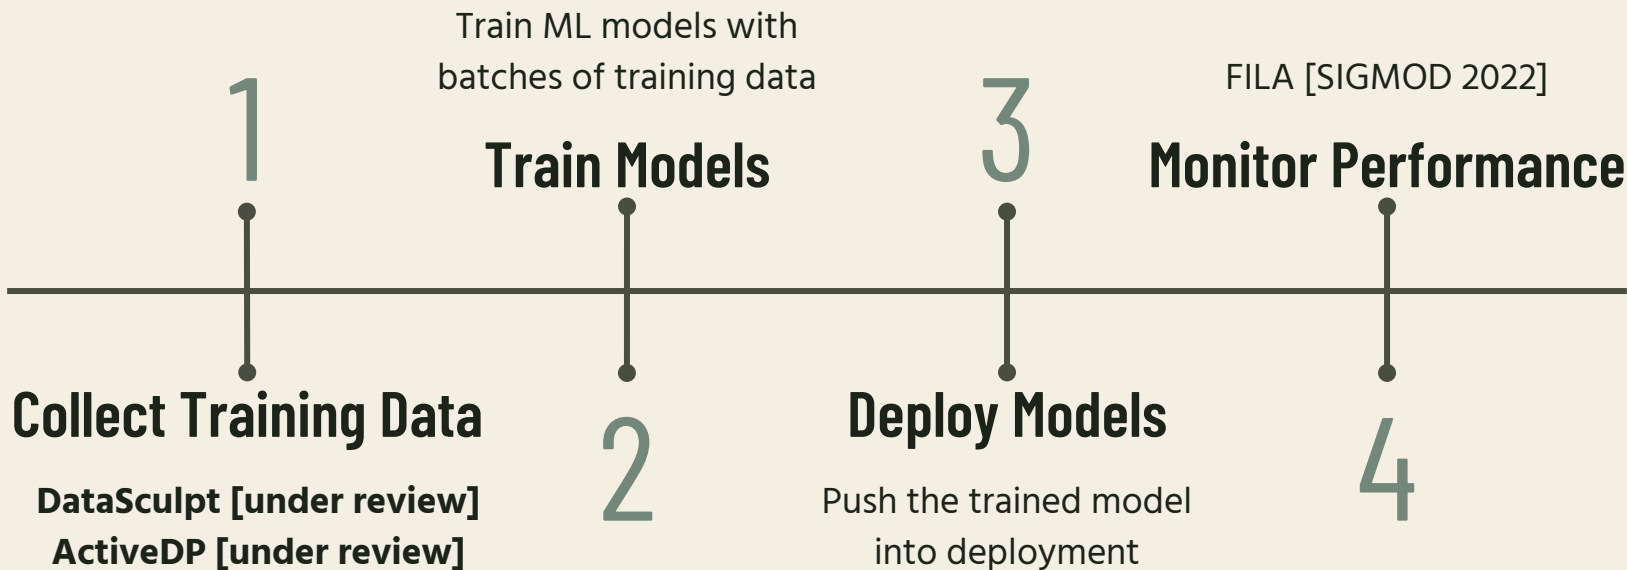 1
Collect Training Data
DataSculpt [under review]
ActiveDP [under review]
Train ML models with
batches of training data
Train Models
2
3
Deploy Models
Push the trained model
into deployment
FILA [SIGMOD 2022]
Monitor Performance
4